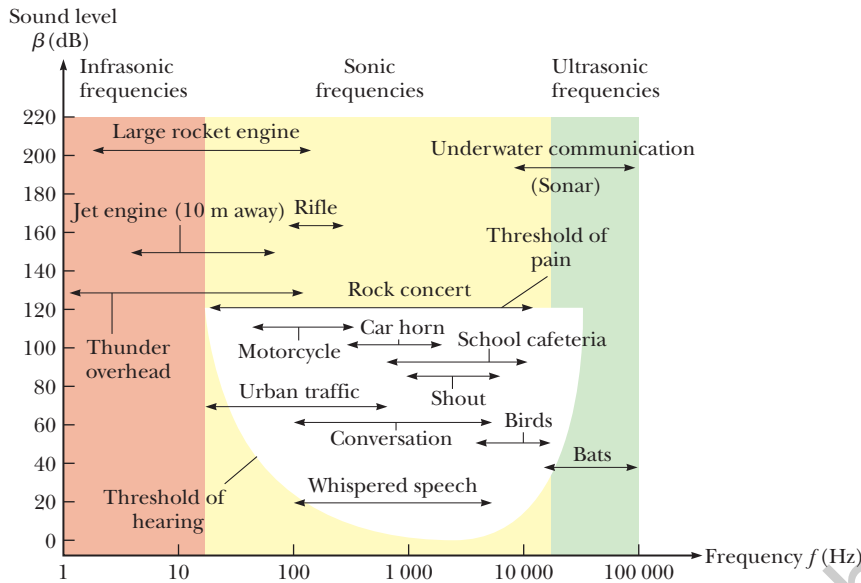 Sound level
β (dB)
Infrasonic
frequencies
Sonic
frequencies
Ultrasonic
frequencies
220
200
180
160
140
120
100
80
60
40
20
0
Large rocket engine
Underwater communication
(Sonar)
Jet engine (10 m away)
Rifle
Threshold of
pain
Rock concert
Thunder
overhead
Motorcycle
Car horn
School cafeteria
Shout
Urban traffic
Conversation
Birds
Bats
Threshold of
hearing
Whispered speech
1
10
100
1 000
10 000
100 000
Frequency f (Hz)